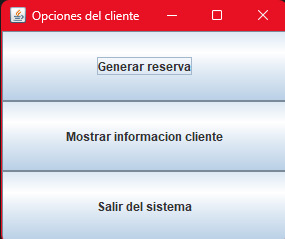 Opciones del cliente
Generar reserva
Mostrar informacion cliente
Salir del sistema